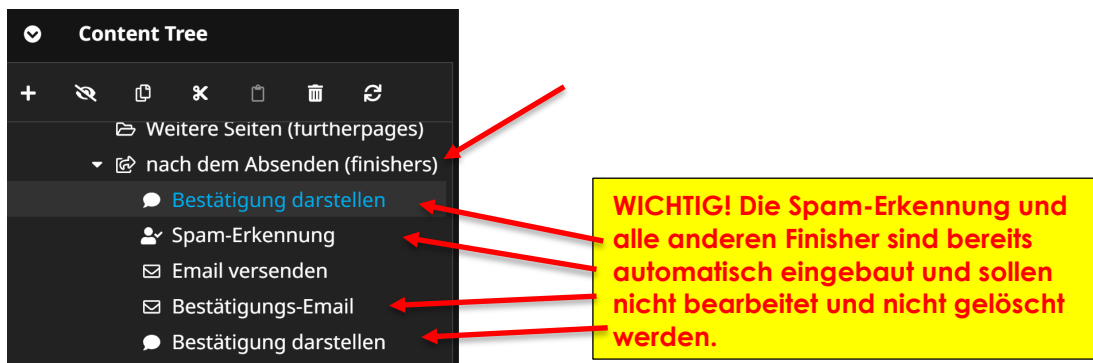 Content Tree
Weitere Seiten (furtherpages)
nach dem Absenden (finishers)
Bestätigung darstellen
Spam-Erkennung
Email versenden
Bestätigungs-Email
Bestätigung darstellen
WICHTIG! Die Spam-Erkennung und
alle anderen Finisher sind bereits
automatisch eingebaut und sollen
nicht bearbeitet und nicht gelöscht
werden.